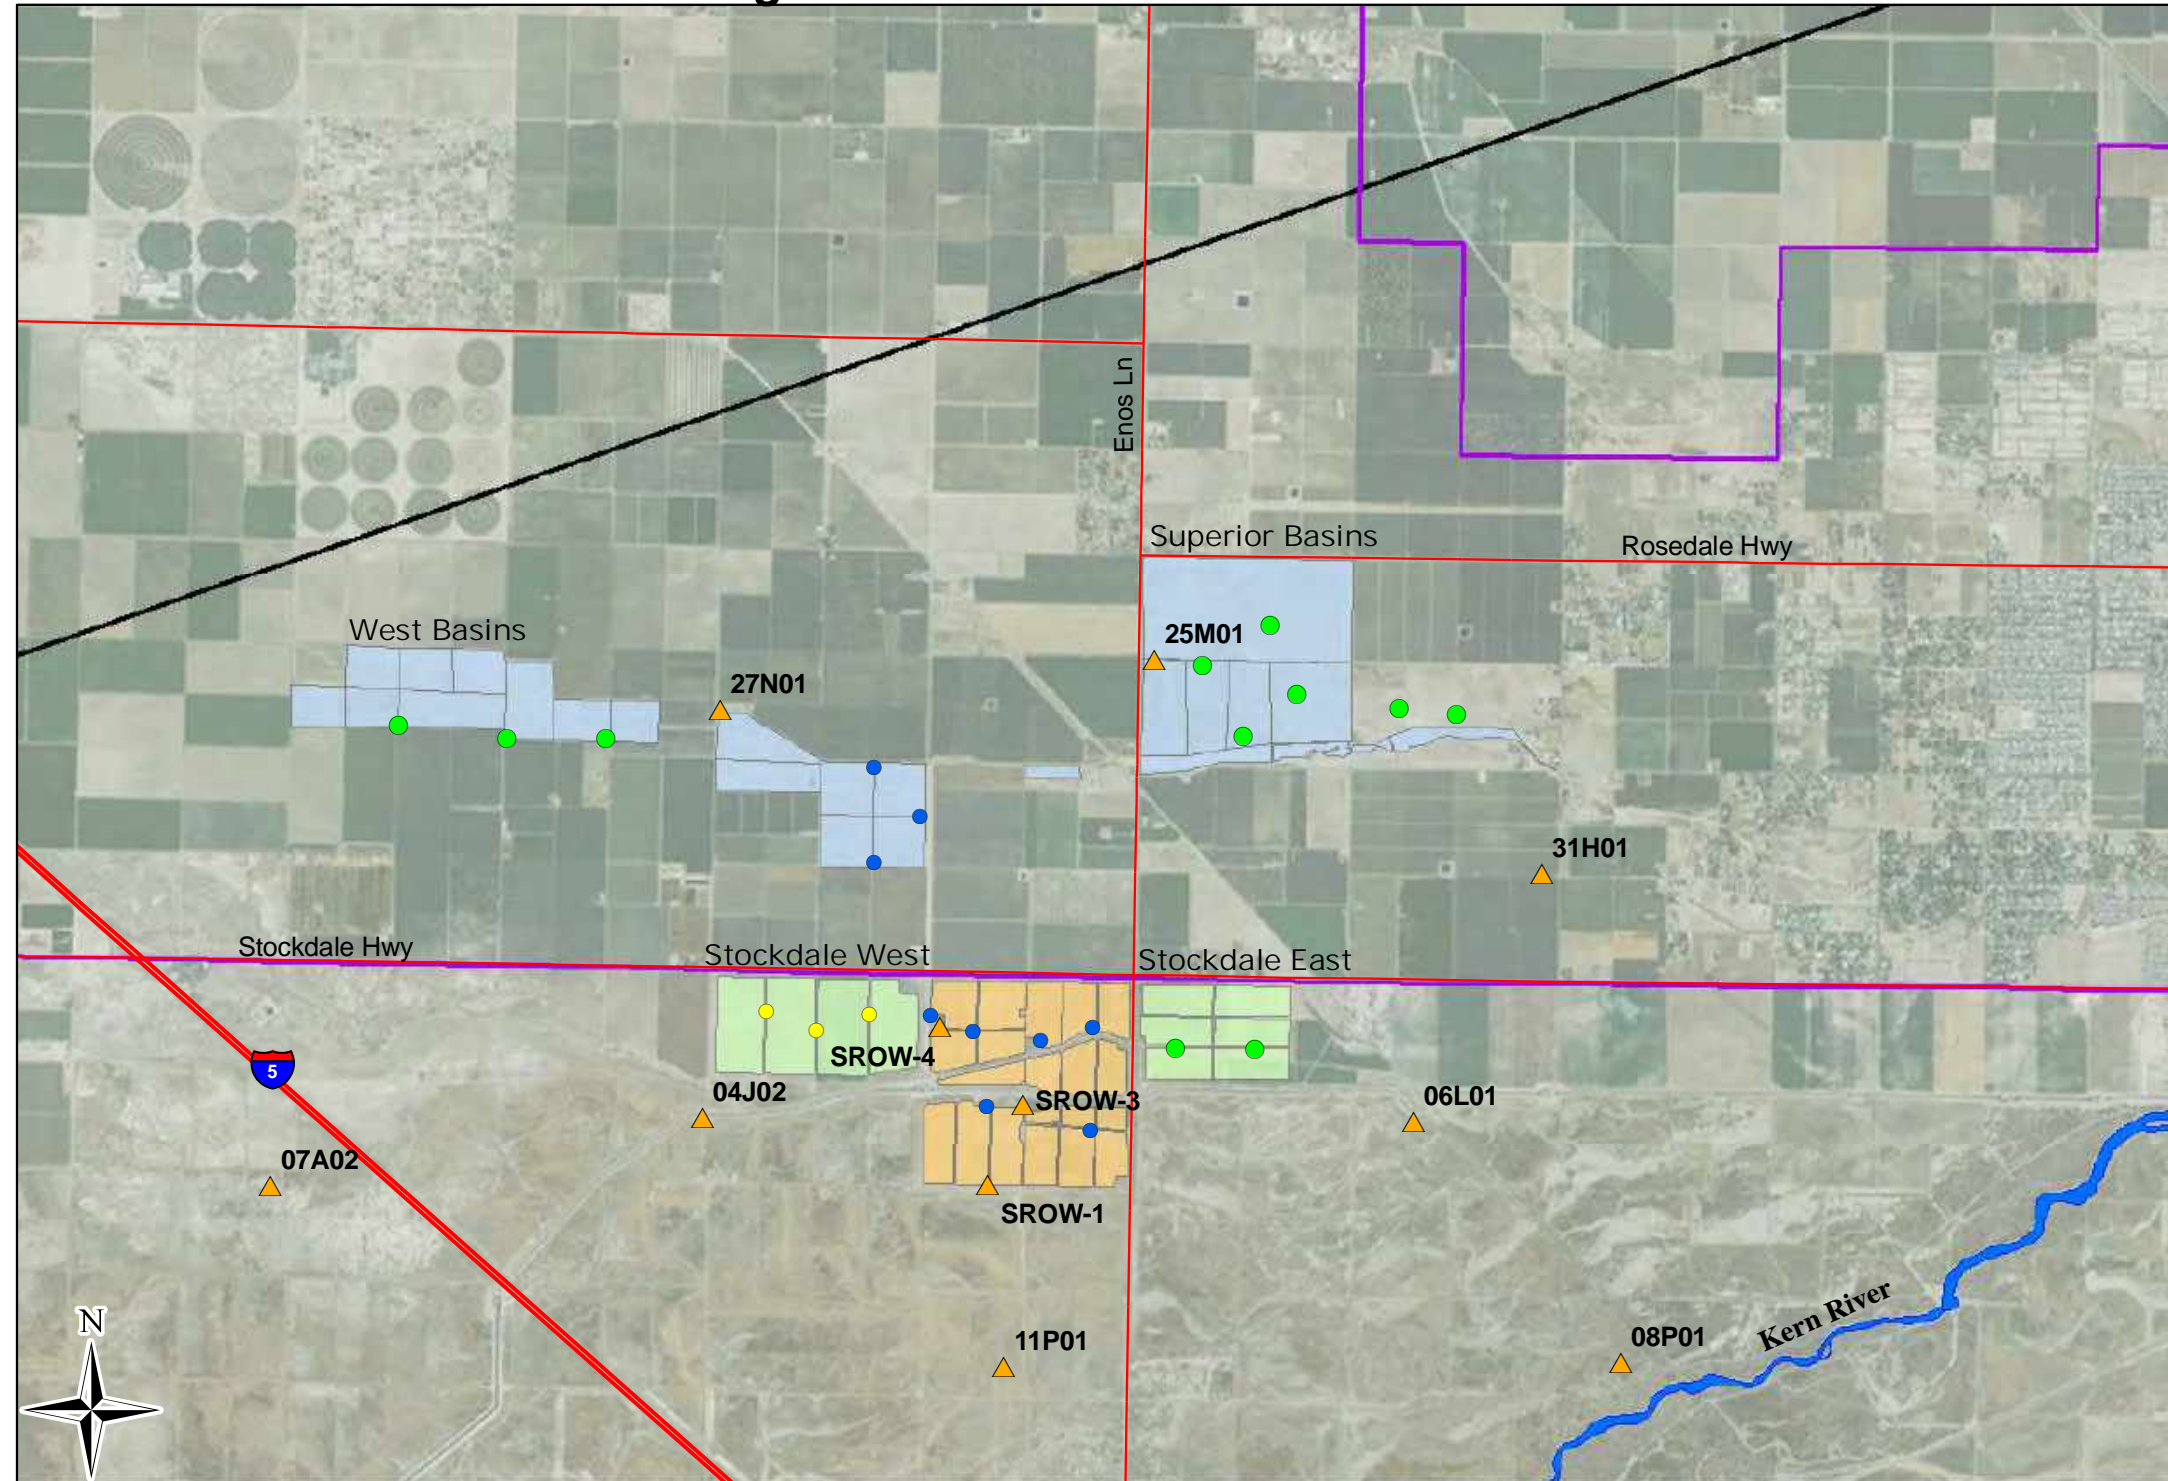 g
Enos Ln
Superior Basins
Rosedale Hwy
West Basins
25M01
27N01
31H01
Stockdale Hwy
Stockdale West
Stockdale East
SROW-4
5
04J02
SROW-3
06L01
07A02
SROW-1
N
Kern River
11P01
08P01